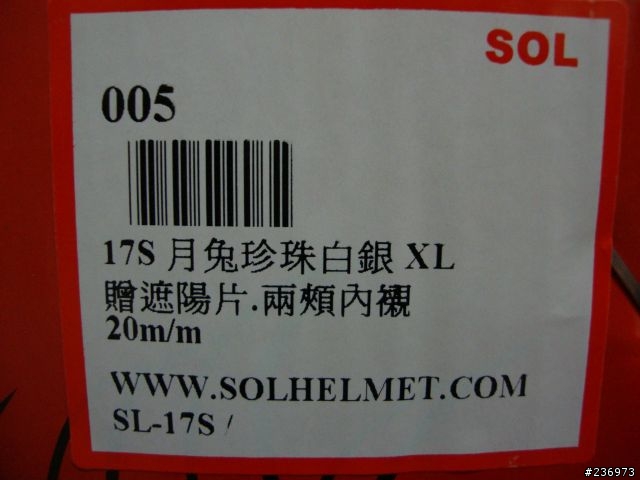 SOL
005
17S 月兔珍珠白銀 XL
贈遮陽片.兩頰內襯
20m/m
WWW.SOLHELMET.COM
SL-17S /
#236973